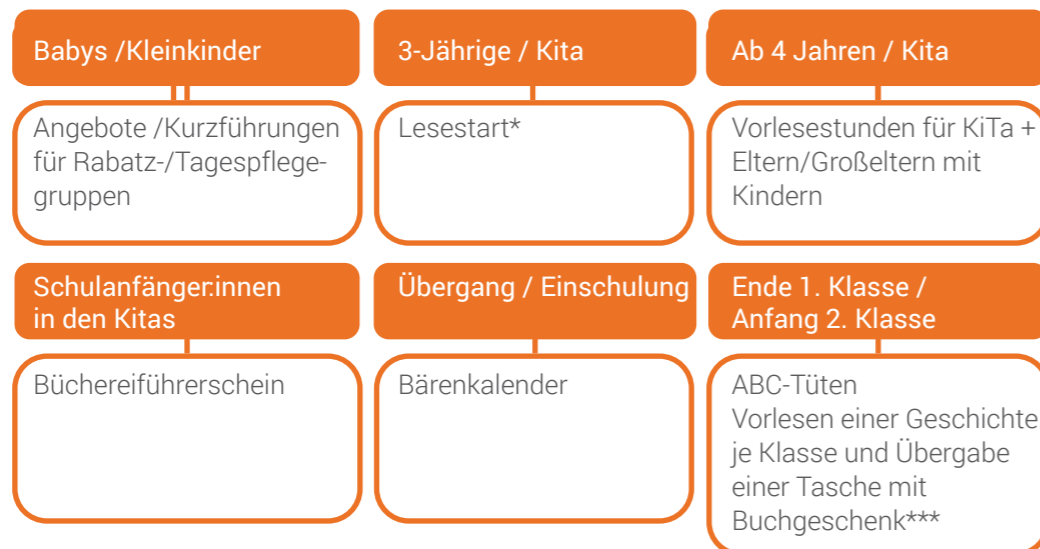 Babys /Kleinkinder
Angebote /Kurzführungen
für Rabatz-/Tagespflege-
gruppen
3-Jährige / Kita
Lesestart*
Ab 4 Jahren / Kita
Vorlesestunden für KiTa +
Eltern/Großeltern mit
Kindern
Schulanfänger:innen
in den Kitas
Büchereiführerschein
Übergang / Einschulung
Bärenkalender
Ende 1. Klasse /
Anfang 2. Klasse
ABC-Tüten
Vorlesen einer Geschichte
je Klasse und Übergabe
einer Tasche mit
Buchgeschenk***